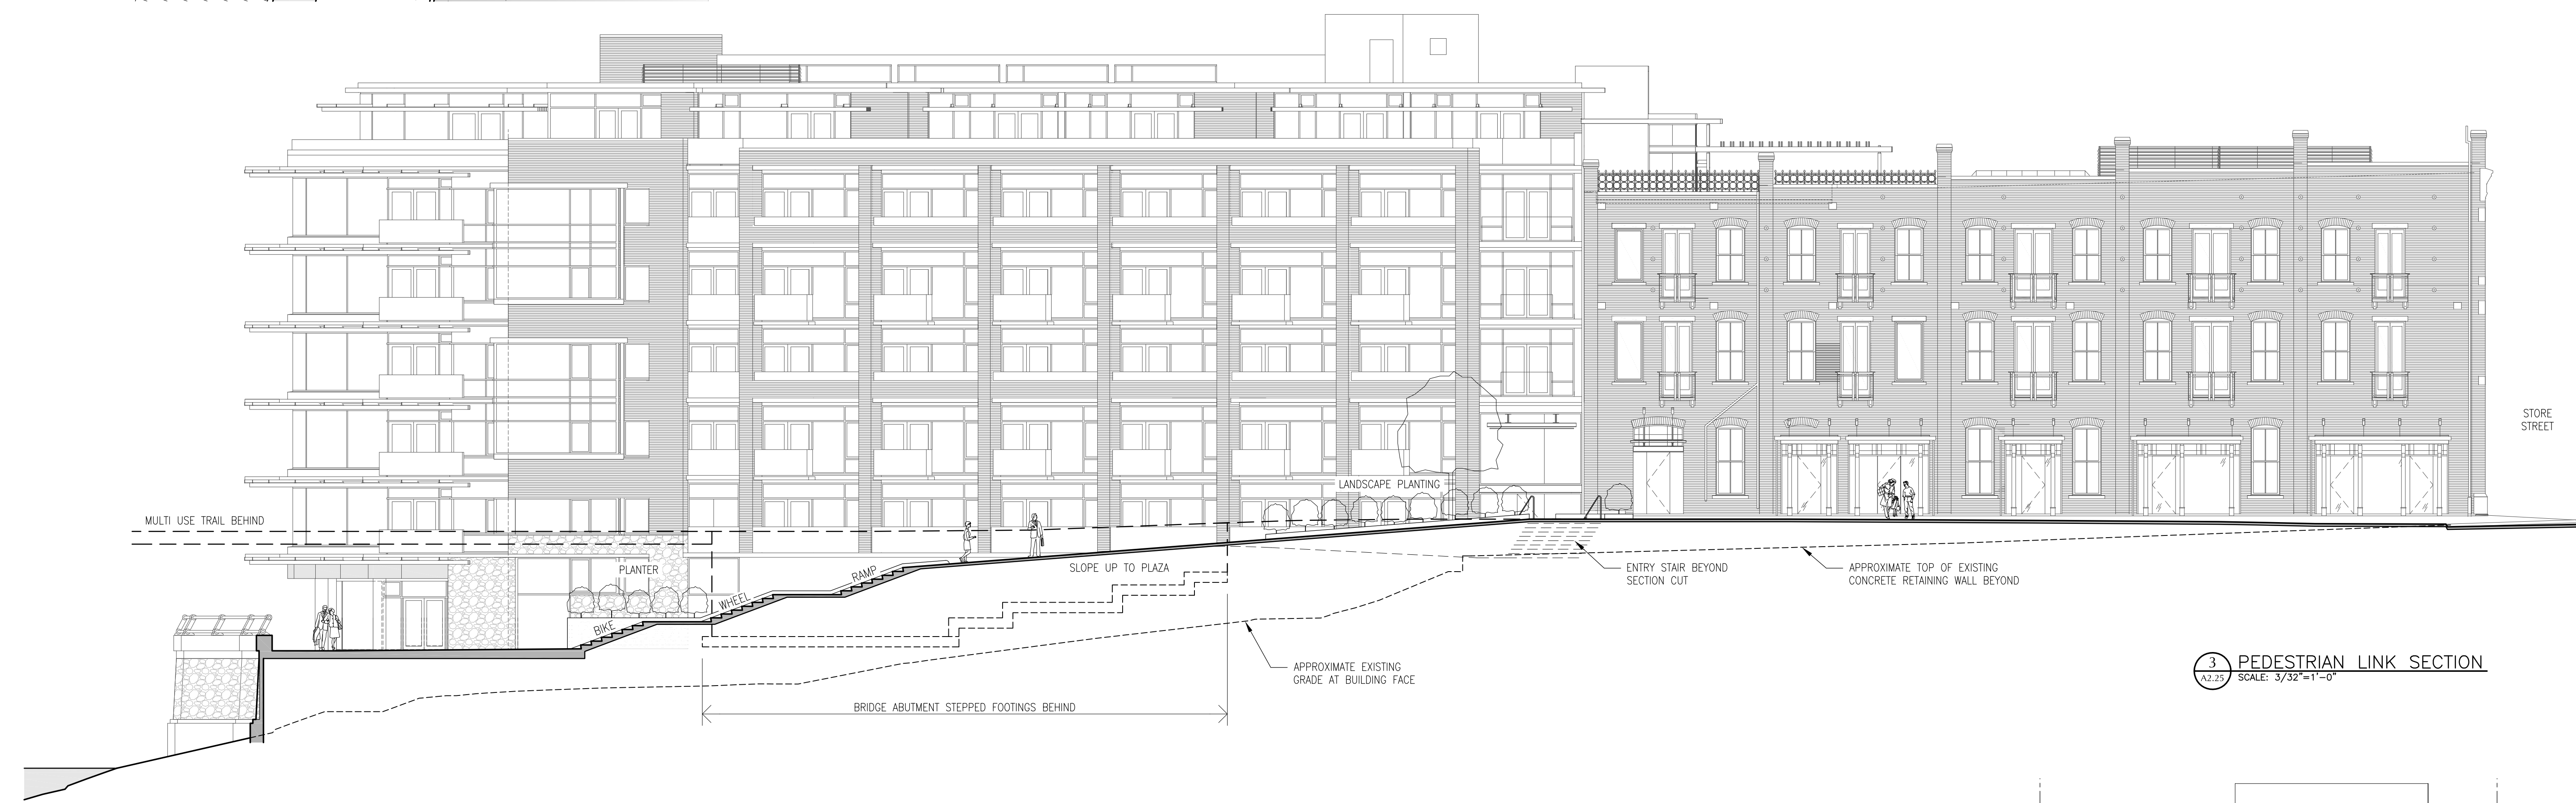 STORE
STREET
LANDSCAPE PLANTING
MULTI USE TRAIL BEHIND
PLANTER
RAMP
WHEEL
BIKE
SLOPE UP TO PLAZA
ENTRY STAIR BEYOND
SECTION CUT
APPROXIMATE TOP OF EXISTING
CONCRETE RETAINING WALL BEYOND
APPROXIMATE EXISTING
GRADE AT BUILDING FACE
BRIDGE ABUTMENT STEPPED FOOTINGS BEHIND
3
A2.25
PEDESTRIAN LINK SECTION
SCALE: 3/32"=1'-0"